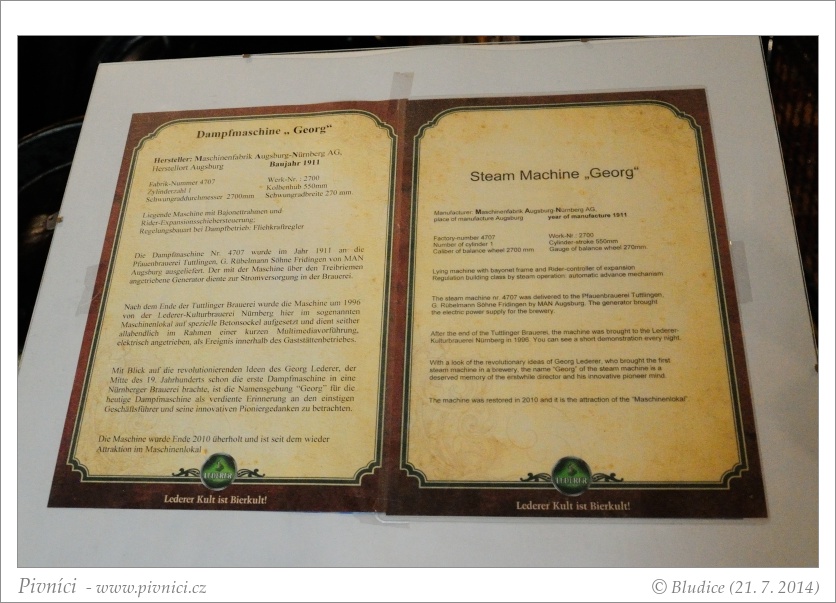 Dampfmaschine „ Georg“
Hersteller: Maschinenfabrik Augsburg-Nürnberg AG,
Herstellort Augsburg Baujahr 1911
Fabrik-Nummer 4707 Werk-Nr. : 2700
Zylinderzahl 1 Kolbenhub 550mm
Schwungraddurchmesser 2700mm Schwungradbreite 270 mm.
Liegende Maschine mit Bajonettrahmen und
Rider-Expansionsschiebersteuerung;
Regelungsbauart bei Dampfbetrieb: Fliehkraftregler
Die Dampfmaschine Nr. 4707 wurde im Jahr 1911 an die
Pfauenbrauerei Tuttlingen, G. Rübelmann Söhne Fridingen von MAN
Augsburg ausgeliefert. Der mit der Maschine über den Treibriemen
angetriebene Generator diente zur Stromversorgung in der Brauerei.
Nach dem Ende der Tuttlinger Brauerei wurde die Maschine um 1996
von der Lederer-Kulturbrauerei Nürnberg hier im sogenannten
Maschinenlokal auf spezielle Betonsockel aufgesetzt und dient seither
allabendlich im Rahmen einer kurzen Multimediavorführung,
elektrisch angetrieben, als Ereignis innerhalb des Gaststättenbetriebes.
Mit Blick auf die revolutionierenden Ideen des Georg Lederer, der
Mitte des 19. Jahrhunderts schon die erste Dampfmaschine in eine
Nürnberger Brauerei brachte, ist die Namensgebung “Georg” für die
heutige Dampfmaschine als verdiente Erinnerung an den einstigen
Geschäftsführer und seine innovativen Pioniergedanken zu betrachten.
Die Maschine wurde Ende 2010 überholt und ist seit dem wieder
Attraktion im Maschinenlokal
LEDERER
Lederer Kult ist Bierkult!
Steam Machine „Georg“
Manufacturer: Maschinenfabrik Augsburg-Nürnberg AG,
place of manufacture Augsburg year of manufacture 1911
Factory-number 4707 Werk-Nr.: 2700
Number of cylinder 1 Cylinder-stroke 550mm
Caliber of balance wheel 2700 mm Gauge of balance wheel 270mm.
Lying machine with bayonet frame and Rider-controller of expansion
Regulation building class by steam operation: automatic advance mechanism
The steam machine nr. 4707 was delivered to the Pfauenbrauerei Tuttlingen,
G. Rübelmann Söhne Fridingen by MAN Augsburg. The generator brought
the electric power supply for the brewery.
After the end of the Tuttlinger Brauerei, the machine was brought to the Lederer-
Kulturbrauerei Nürnberg in 1996. You can see a short demonstration every night.
With a look of the revolutionary ideas of Georg Lederer, who brought the first
steam machine in a brewery, the name “Georg” of the steam machine is a
deserved memory of the erstwhile director and his innovative pioneer mind.
The machine was restored in 2010 and it is the attraction of the “Maschinenlokal”.
LEDERER
Lederer Kult ist Bierkult!
Pivníci - www.pivnici.cz © Bludice (21. 7. 2014)